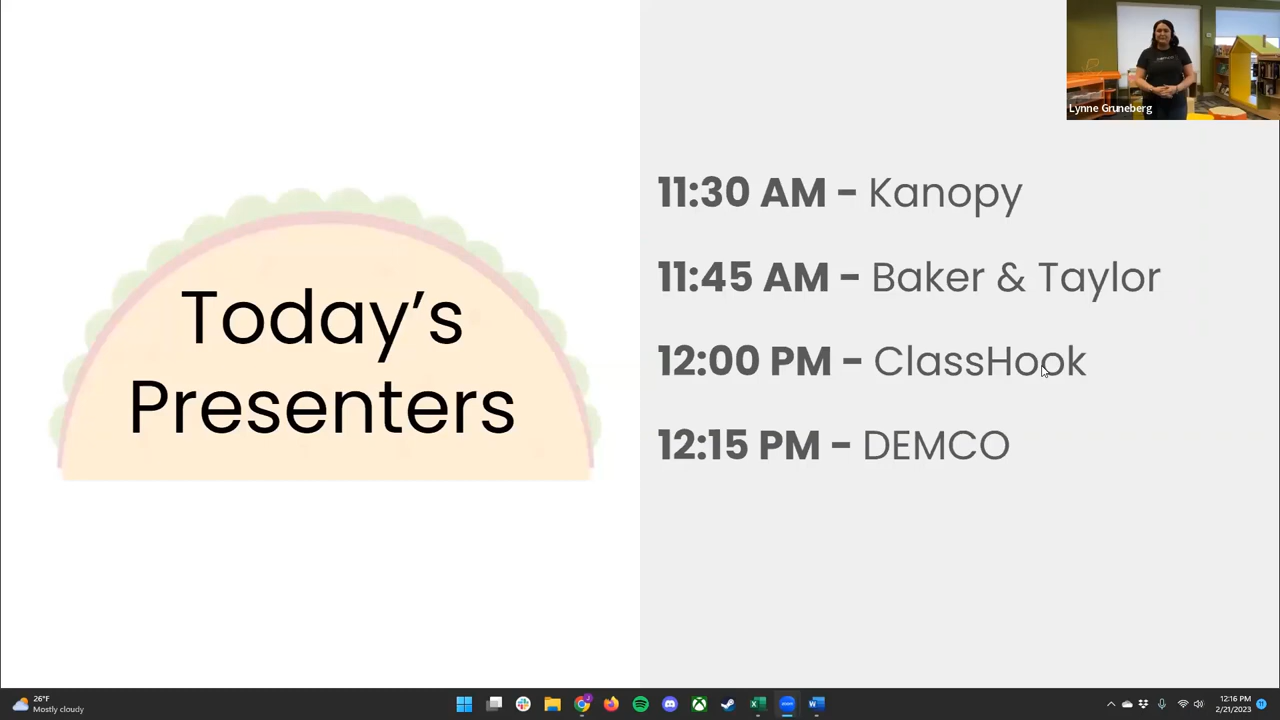 Lynne Gruneberg
Today's
Presenters
11:30 AM - Kanopy
11:45 AM - Baker & Taylor
12:00 PM - ClassHook
12:15 PM - DEMCO
26°F
Mostly cloudy
12:16 PM
2/21/2023